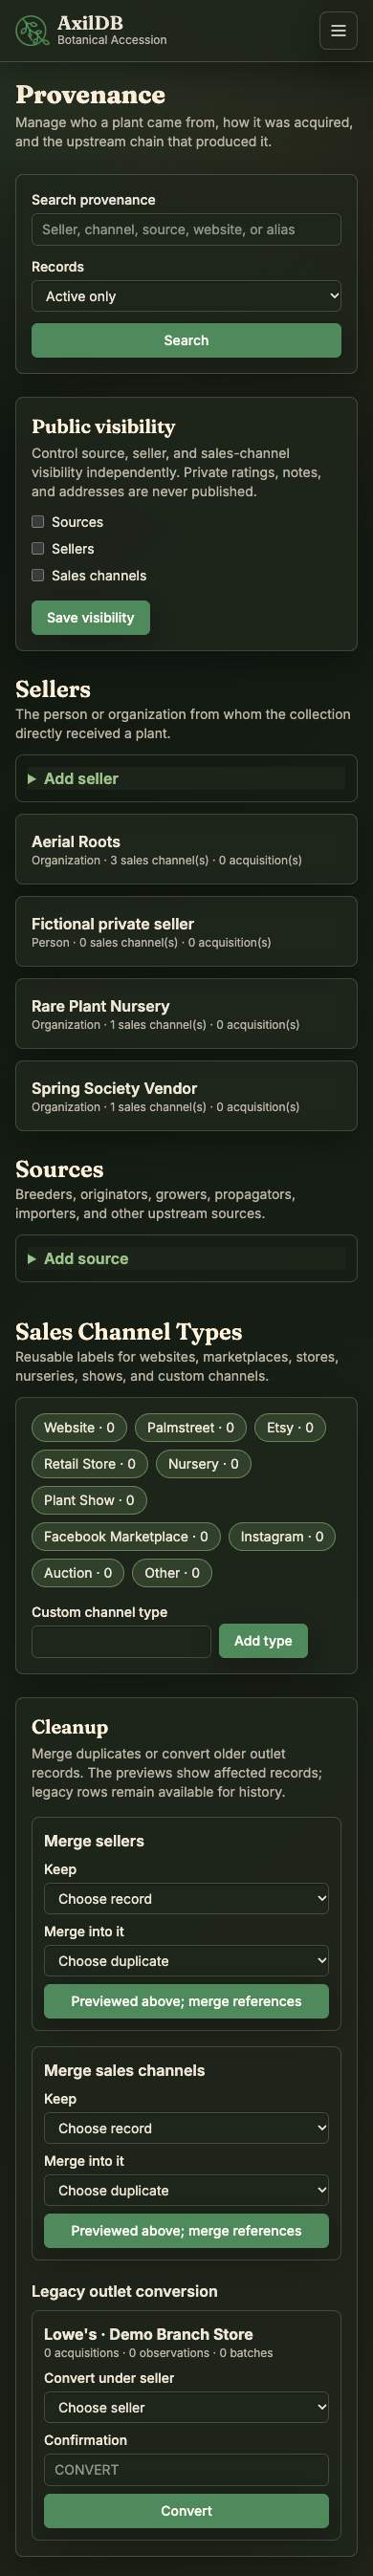 AxilDB
Botanical Accession
Provenance
Manage who a plant came from, how it was acquired,
and the upstream chain that produced it.
Search provenance
Seller, channel, source, website, or alias
Records
Active only
Search
Public visibility
Control source, seller, and sales-channel
visibility independently. Private ratings, notes,
and addresses are never published.
Sources
Sellers
Sales channels
Save visibility
Sellers
The person or organization from whom the collection
directly received a plant.
Add seller
Aerial Roots
Organization · 3 sales channel(s) · 0 acquisition(s)
Fictional private seller
Person · 0 sales channel(s) · 0 acquisition(s)
Rare Plant Nursery
Organization · 1 sales channel(s) · 0 acquisition(s)
Spring Society Vendor
Organization · 1 sales channel(s) · 0 acquisition(s)
Sources
Breeders, originators, growers, propagators,
importers, and other upstream sources.
Add source
Sales Channel Types
Reusable labels for websites, marketplaces, stores,
nurseries, shows, and custom channels.
Website · 0 Palmstreet · 0 Etsy · 0
Retail Store · 0 Nursery · 0
Plant Show · 0
Facebook Marketplace · 0 Instagram · 0
Auction · 0 Other · 0
Custom channel type
Add type
Cleanup
Merge duplicates or convert older outlet
records. The previews show affected records;
legacy rows remain available for history.
Merge sellers
Keep
Choose record
Merge into it
Choose duplicate
Previewed above; merge references
Merge sales channels
Keep
Choose record
Merge into it
Choose duplicate
Previewed above; merge references
Legacy outlet conversion
Lowe's · Demo Branch Store
0 acquisitions · 0 observations · 0 batches
Convert under seller
Choose seller
Confirmation
CONVERT
Convert